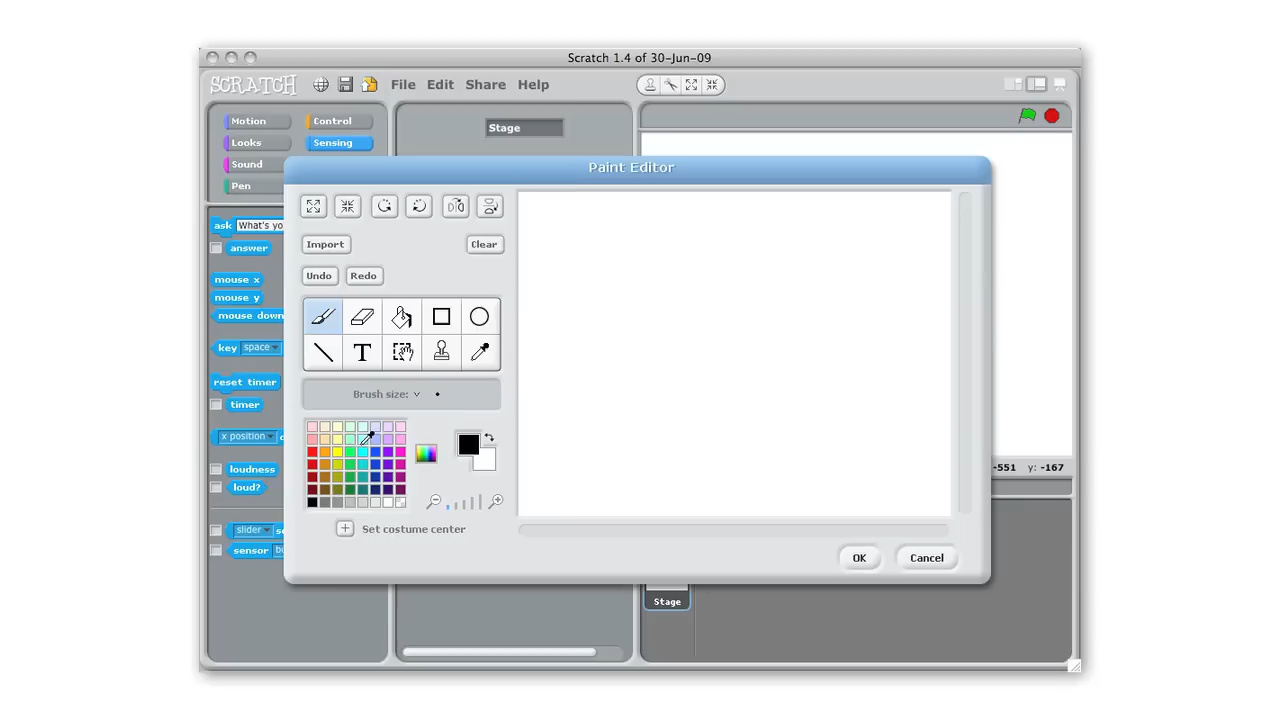 Scratch 1.4 of 30-Jun-09
SCRATCH File Edit Share Help
Motion Control
Looks Sensing
Sound
Pen
Stage
Paint Editor
ask What's yo
answer
mouse x
mouse y
mouse down
key space
reset timer
timer
x position
loudness
loud?
slider
sensor
Import Clear
Undo Redo
T
Brush size:
Set costume center
OK Cancel
-551 y: -167
Stage